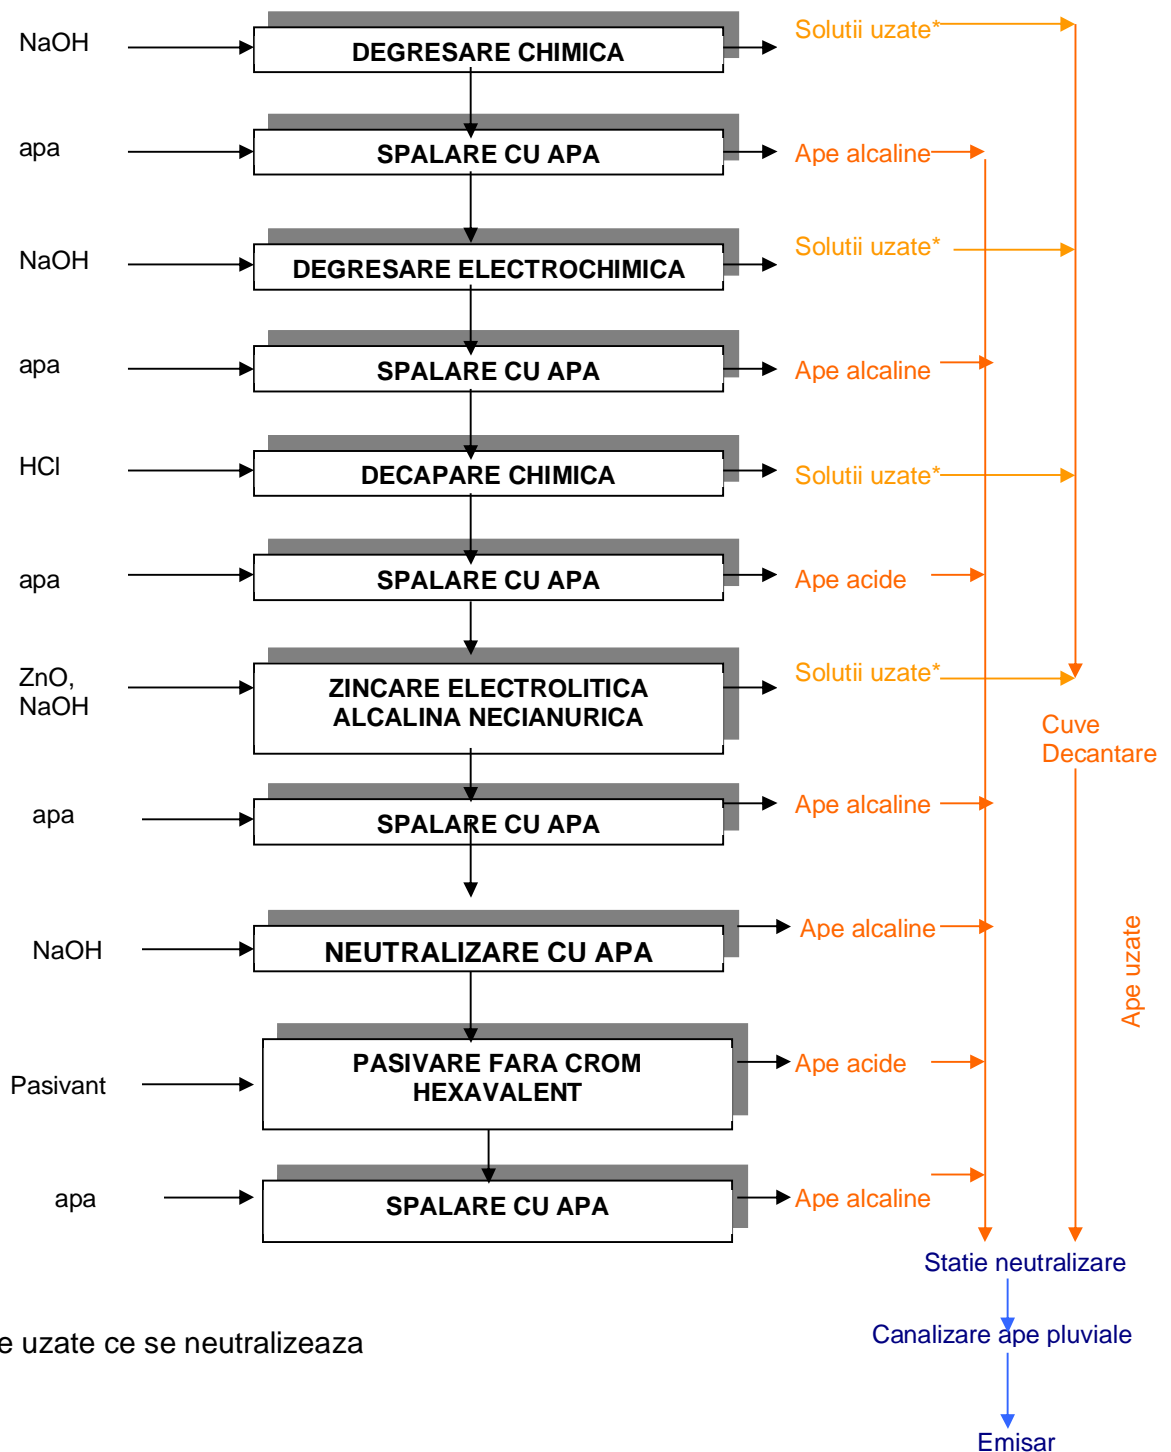 NaOH
DEGRESARE CHIMICA
Solutii uzate*
apa
SPALARE CU APA
Ape alcaline
NaOH
DEGRESARE ELECTROCHIMICA
Solutii uzate*
apa
SPALARE CU APA
Ape alcaline
HCl
DECAPARE CHIMICA
Solutii uzate*
apa
SPALARE CU APA
Ape acide
ZnO,
NaOH
ZINCARE ELECTROLITICA
ALCALINA NECIANURICA
Solutii uzate*
Cuve
Decantare
apa
SPALARE CU APA
Ape alcaline
NaOH
NEUTRALIZARE CU APA
Ape alcaline
Ape uzate
Pasivant
PASIVARE FARA CROM
HEXAVALENT
Ape acide
apa
SPALARE CU APA
Ape alcaline
Statie neutralizare
Canalizare ape pluviale
e uzate ce se neutralizeaza
Emisar